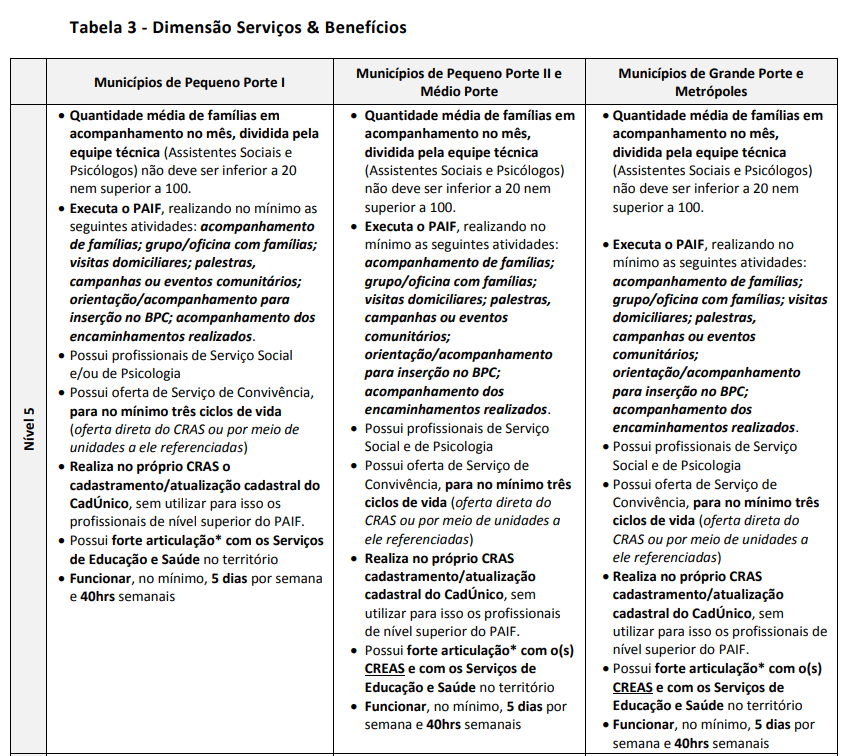 Tabela 3 - Dimensão Serviços & Benefícios
Municípios de Pequeno Porte I
Municípios de Pequeno Porte II e
Médio Porte
Municípios de Grande Porte e
Metrópoles
Nível 5
• Quantidade média de famílias em
acompanhamento no mês, dividida pela
equipe técnica (Assistentes Sociais e
Psicólogos) não deve ser inferior a 20
nem superior a 100.
• Executa o PAIF, realizando no mínimo as
seguintes atividades: acompanhamento
de famílias; grupo/oficina com famílias;
visitas domiciliares; palestras,
campanhas ou eventos comunitários;
orientação/acompanhamento para
inserção no BPC; acompanhamento dos
encaminhamentos realizados.
• Possui profissionais de Serviço Social
e/ou de Psicologia
• Possui oferta de Serviço de Convivência,
para no mínimo três ciclos de vida
(oferta direta do CRAS ou por meio de
unidades a ele referenciadas)
• Realiza no próprio CRAS o
cadastramento/atualização cadastral do
CadÚnico, sem utilizar para isso os
profissionais de nível superior do PAIF.
• Possui forte articulação* com os Serviços
de Educação e Saúde no território
• Funcionar, no mínimo, 5 dias por semana
e 40hrs semanais
• Quantidade média de famílias em
acompanhamento no mês,
dividida pela equipe técnica
(Assistentes Sociais e Psicólogos)
não deve ser inferior a 20 nem
superior a 100.
• Executa o PAIF, realizando no
mínimo as seguintes atividades:
acompanhamento de famílias;
grupo/oficina com famílias;
visitas domiciliares; palestras,
campanhas ou eventos
comunitários;
orientação/acompanhamento
para inserção no BPC;
acompanhamento dos
encaminhamentos realizados.
• Possui profissionais de Serviço
Social e de Psicologia
• Possui oferta de Serviço de
Convivência, para no mínimo três
ciclos de vida (oferta direta do
CRAS ou por meio de unidades a
ele referenciadas)
• Realiza no próprio CRAS
cadastramento/atualização
cadastral do CadÚnico, sem
utilizar para isso os profissionais
de nível superior do PAIF.
• Possui forte articulação* com o(s)
CREAS e com os Serviços de
Educação e Saúde no território
• Funcionar, no mínimo, 5 dias por
semana e 40hrs semanais
• Quantidade média de famílias em
acompanhamento no mês,
dividida pela equipe técnica
(Assistentes Sociais e Psicólogos)
não deve ser inferior a 20 nem
superior a 100.
• Executa o PAIF, realizando no
mínimo as seguintes atividades:
acompanhamento de famílias;
grupo/oficina com famílias; visitas
domiciliares; palestras,
campanhas ou eventos
comunitários;
orientação/acompanhamento
para inserção no BPC;
acompanhamento dos
encaminhamentos realizados.
• Possui profissionais de Serviço
Social e de Psicologia
• Possui oferta de Serviço de
Convivência, para no mínimo três
ciclos de vida (oferta direta do
CRAS ou por meio de unidades a
ele referenciadas)
• Realiza no próprio CRAS
cadastramento/atualização
cadastral do CadÚnico, sem
utilizar para isso os profissionais de
nível superior do PAIF.
• Possui forte articulação* com o(s)
CREAS e com os Serviços de
Educação e Saúde no território
• Funcionar, no mínimo, 5 dias por
semana e 40hrs semanais